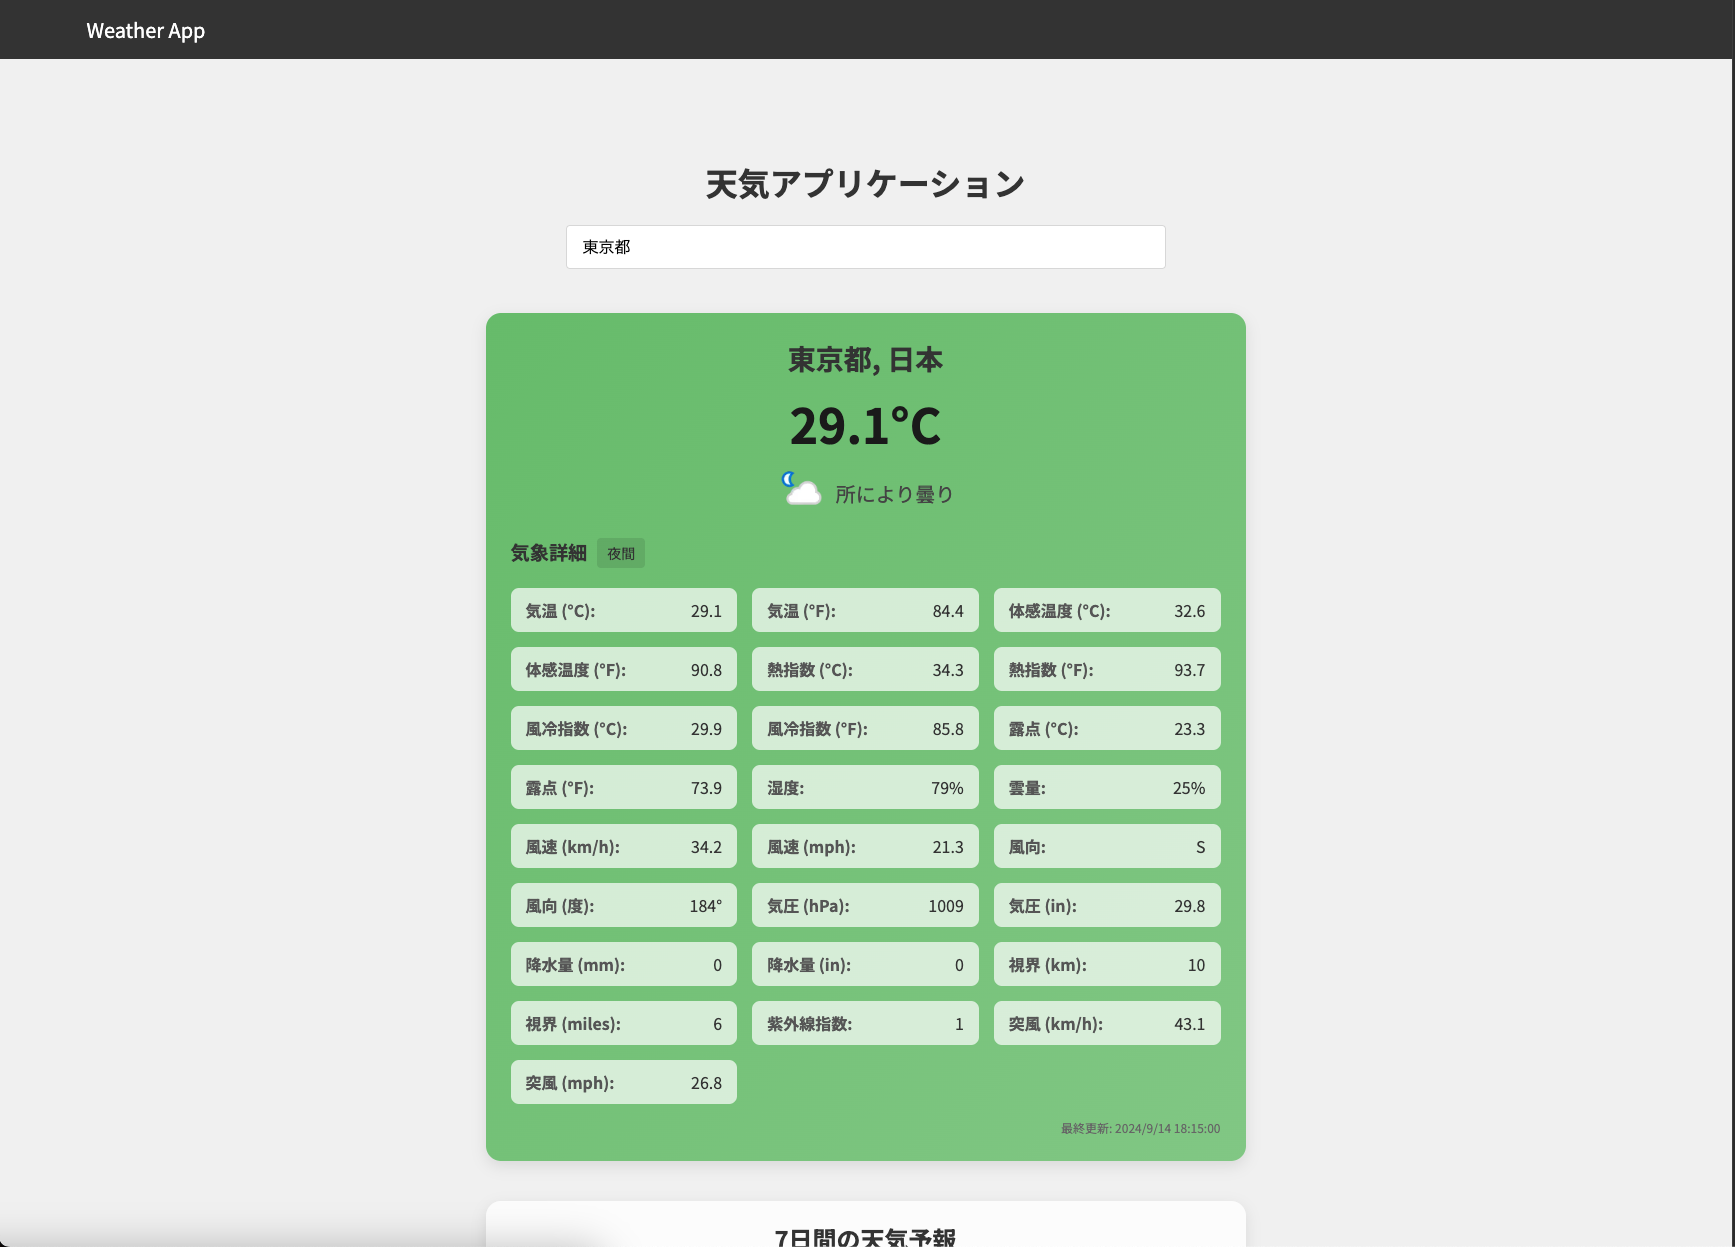 Weather App
天気アプリケーション
東京都
東京都, 日本
29.1°C
所により曇り
気象詳細 夜間
気温 (°C): 29.1 気温 (°F): 84.4 体感温度 (°C): 32.6
体感温度 (°F): 90.8 熱指数 (°C): 34.3 熱指数 (°F): 93.7
風冷指数 (°C): 29.9 風冷指数 (°F): 85.8 露点 (°C): 23.3
露点 (°F): 73.9 湿度: 79% 雲量: 25%
風速 (km/h): 34.2 風速 (mph): 21.3 風向: S
風向 (度): 184° 気圧 (hPa): 1009 気圧 (in): 29.8
降水量 (mm): 0 降水量 (in): 0 視界 (km): 10
視界 (miles): 6 紫外線指数: 1 突風 (km/h): 43.1
突風 (mph): 26.8
最終更新: 2024/9/14 18:15:00
7日間の天気予報